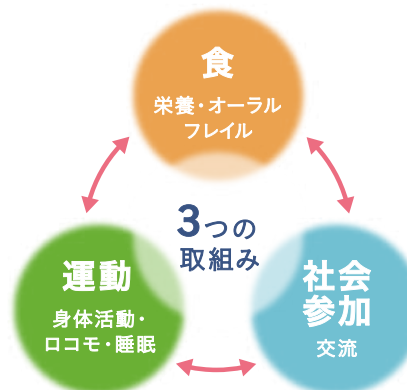 食
栄養・オーラル
フレイル
3つの
取組み
運動
身体活動・
ロコモ・睡眠
社会
参加
交流